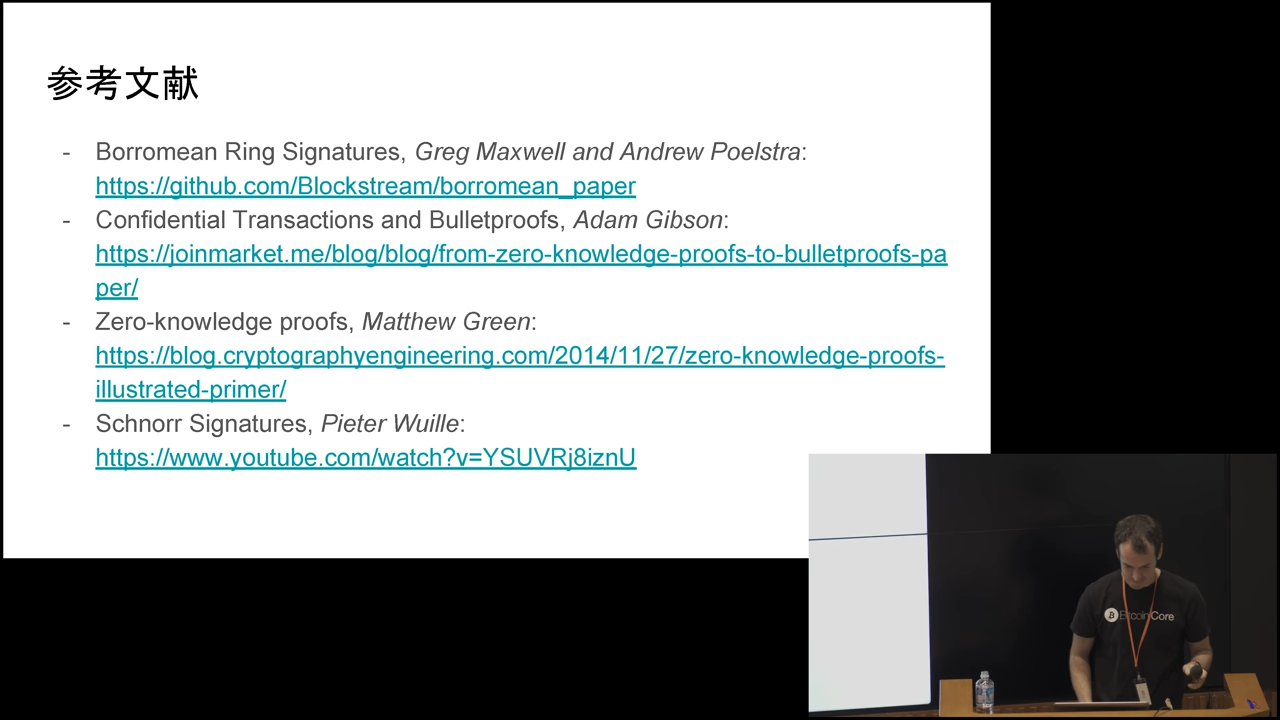 参考文献
- Borromean Ring Signatures, Greg Maxwell and Andrew Poelstra:
https://github.com/Blockstream/borromean_paper
- Confidential Transactions and Bulletproofs, Adam Gibson:
https://joinmarket.me/blog/blog/from-zero-knowledge-proofs-to-bulletproofs-pa
per/
- Zero-knowledge proofs, Matthew Green:
https://blog.cryptographyengineering.com/2014/11/27/zero-knowledge-proofs-
illustrated-primer/
- Schnorr Signatures, Pieter Wuille:
https://www.youtube.com/watch?v=YSUVRj8iznU
BitcoinCore